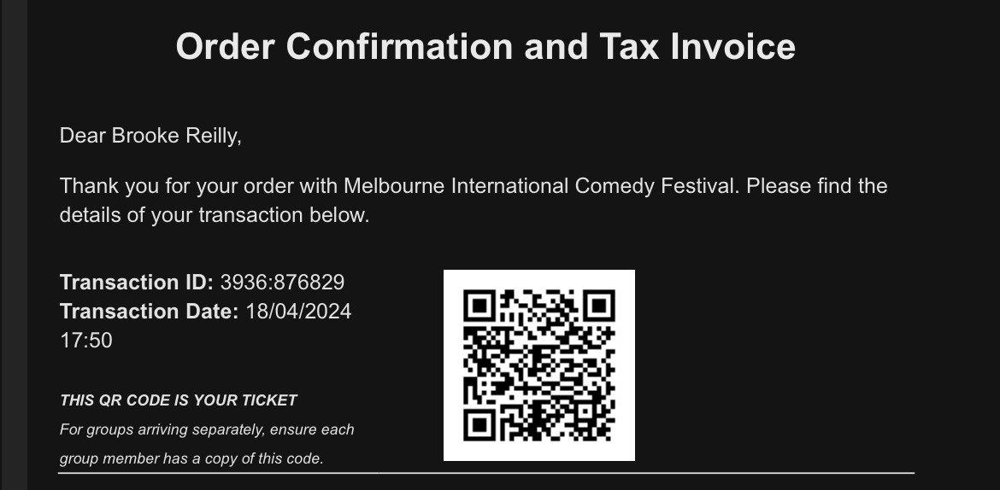 Order Confirmation and Tax Invoice
Dear Brooke Reilly,
Thank you for your order with Melbourne International Comedy Festival. Please find the
details of your transaction below.
Transaction ID: 3936:876829
Transaction Date: 18/04/2024
17:50
THIS QR CODE IS YOUR TICKET
For groups arriving separately, ensure each
group member has a copy of this code.